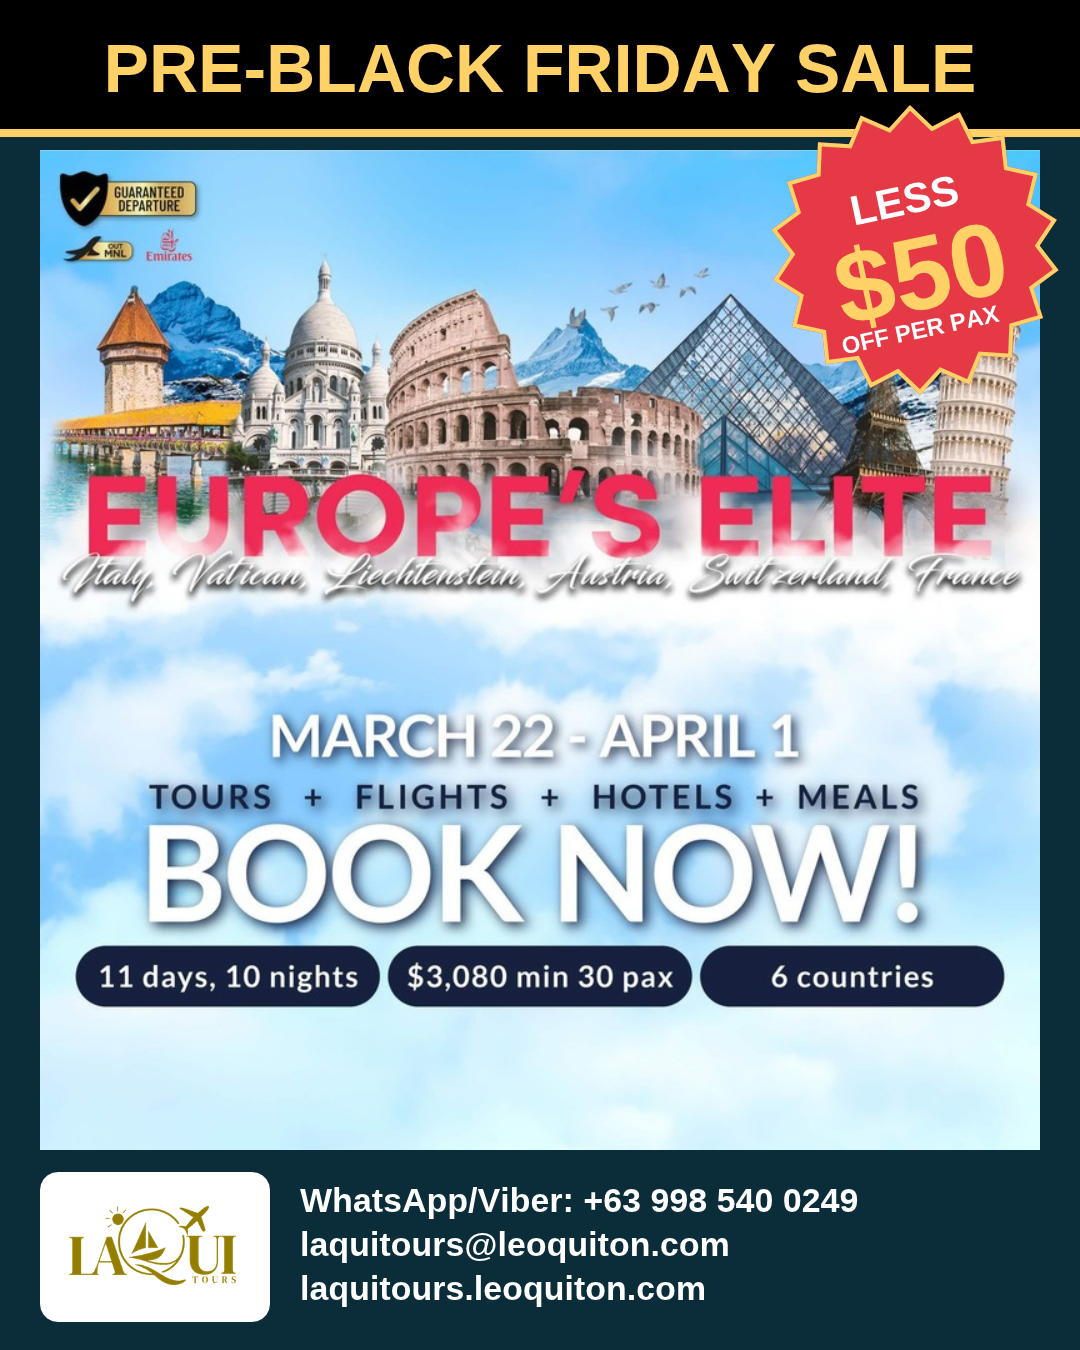 PRE-BLACK FRIDAY SALE
GUARANTEED
DEPARTURE
OUT
MNL
Emirates
LESS
$50
OFF PER PAX
EUROPE'S ELITE
Italy, Vatican, Liechtenstein, Austria, Switzerland, France
MARCH 22 - APRIL 1
TOURS + FLIGHTS + HOTELS + MEALS
BOOK NOW!
11 days, 10 nights
$3,080 min 30 pax
6 countries
LAQUI
TOURS
WhatsApp/Viber: +63 998 540 0249
laquitours@leoquiton.com
laquitours.leoquiton.com